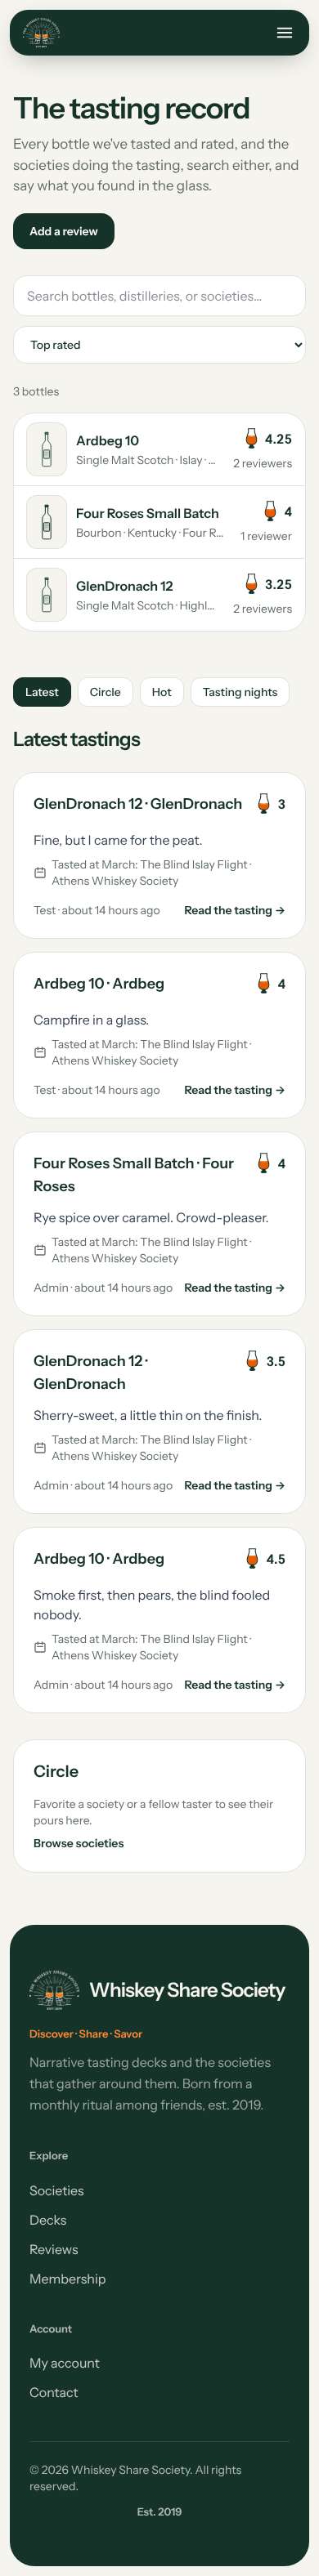 The tasting record
Every bottle we've tasted and rated, and the
societies doing the tasting, search either, and
say what you found in the glass.
Add a review
Search bottles, distilleries, or societies...
Top rated
3 bottles
Ardbeg 10
4.25
Single Malt Scotch · Islay · ...
2 reviewers
Four Roses Small Batch
4
Bourbon · Kentucky · Four R...
1 reviewer
GlenDronach 12
3.25
Single Malt Scotch · Highl...
2 reviewers
Latest Circle Hot Tasting nights
Latest tastings
GlenDronach 12 · GlenDronach
3
Fine, but I came for the peat.
Tasted at March: The Blind Islay Flight ·
Athens Whiskey Society
Test · about 14 hours ago Read the tasting →
Ardbeg 10 · Ardbeg
4
Campfire in a glass.
Tasted at March: The Blind Islay Flight ·
Athens Whiskey Society
Test · about 14 hours ago Read the tasting →
Four Roses Small Batch · Four
Roses
4
Rye spice over caramel. Crowd-pleaser.
Tasted at March: The Blind Islay Flight ·
Athens Whiskey Society
Admin · about 14 hours ago Read the tasting →
GlenDronach 12 ·
GlenDronach
3.5
Sherry-sweet, a little thin on the finish.
Tasted at March: The Blind Islay Flight ·
Athens Whiskey Society
Admin · about 14 hours ago Read the tasting →
Ardbeg 10 · Ardbeg
4.5
Smoke first, then pears, the blind fooled
nobody.
Tasted at March: The Blind Islay Flight ·
Athens Whiskey Society
Admin · about 14 hours ago Read the tasting →
Circle
Favorite a society or a fellow taster to see their
pours here.
Browse societies
Whiskey Share Society
Discover · Share · Savor
Narrative tasting decks and the societies
that gather around them. Born from a
monthly ritual among friends, est. 2019.
Explore
Societies
Decks
Reviews
Membership
Account
My account
Contact
© 2026 Whiskey Share Society. All rights
reserved.
Est. 2019